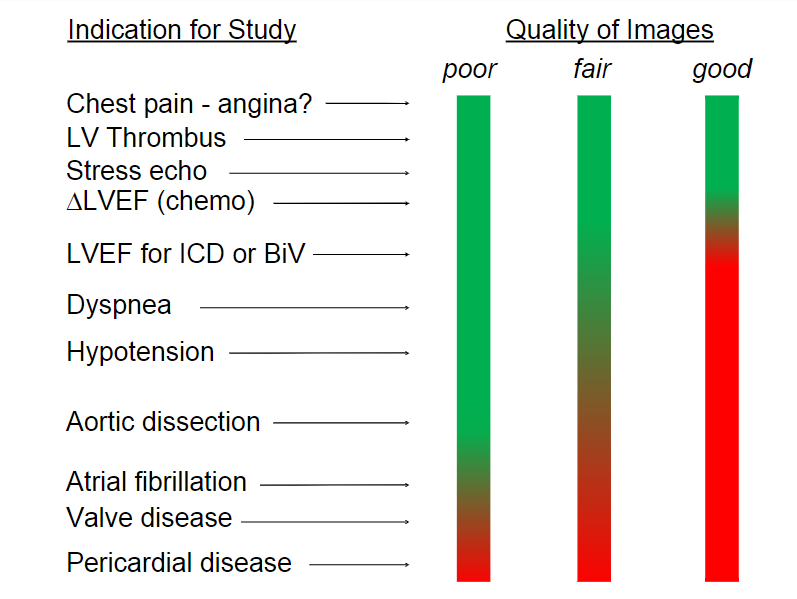 Indication for Study
Quality of Images
poor fair good
Chest pain - angina?
LV Thrombus
Stress echo
∆LVEF (chemo)
LVEF for ICD or BiV
Dyspnea
Hypotension
Aortic dissection
Atrial fibrillation
Valve disease
Pericardial disease